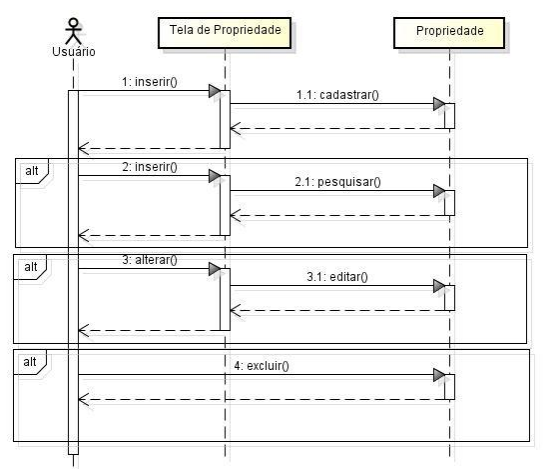 Tela de Propriedade
Propriedade
Usuário
1: inserir()
1.1: cadastrar()
alt
2: inserir()
2.1: pesquisar()
alt
3: alterar()
3.1: editar()
alt
4: excluir()